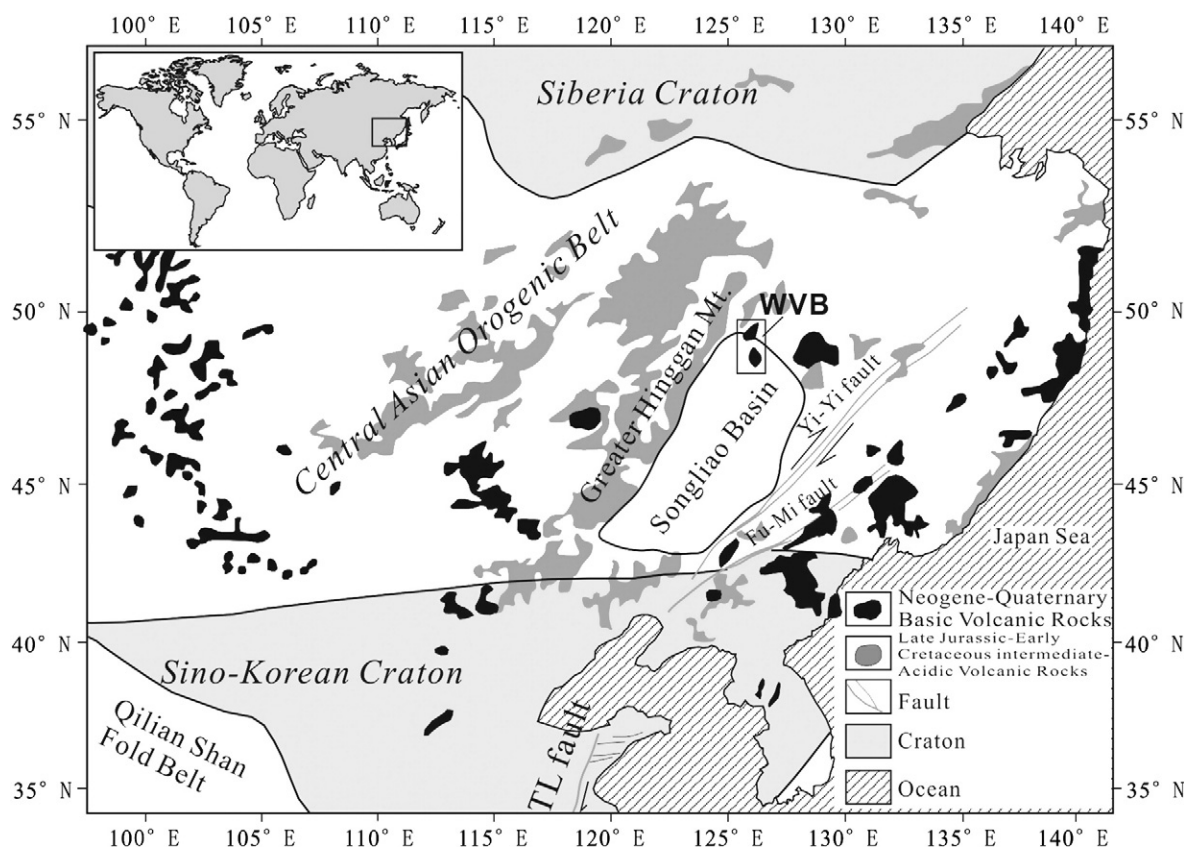 100° E 105° E 110° E 115° E 120° E 125° E 130° E 135° E 140° E
Siberia Craton
55° N
55° N
Central Asian Orogenic Belt
50° N
50° N
WVB
Greater Hinggan Mt.
Songliao Basin
Yi-Yi fault
Fu-Mi fault
45° N
45° N
Japan Sea
Neogene-Quaternary
Basic Volcanic Rocks
Late Jurassic-Early
Cretaceous intermediate-
Acidic Volcanic Rocks
Fault
Craton
Ocean
40° N
40° N
Sino-Korean Craton
Qilian Shan
Fold Belt
TL fault
35° N
35° N
100° E 105° E 110° E 115° E 120° E 125° E 130° E 135° E 140° E